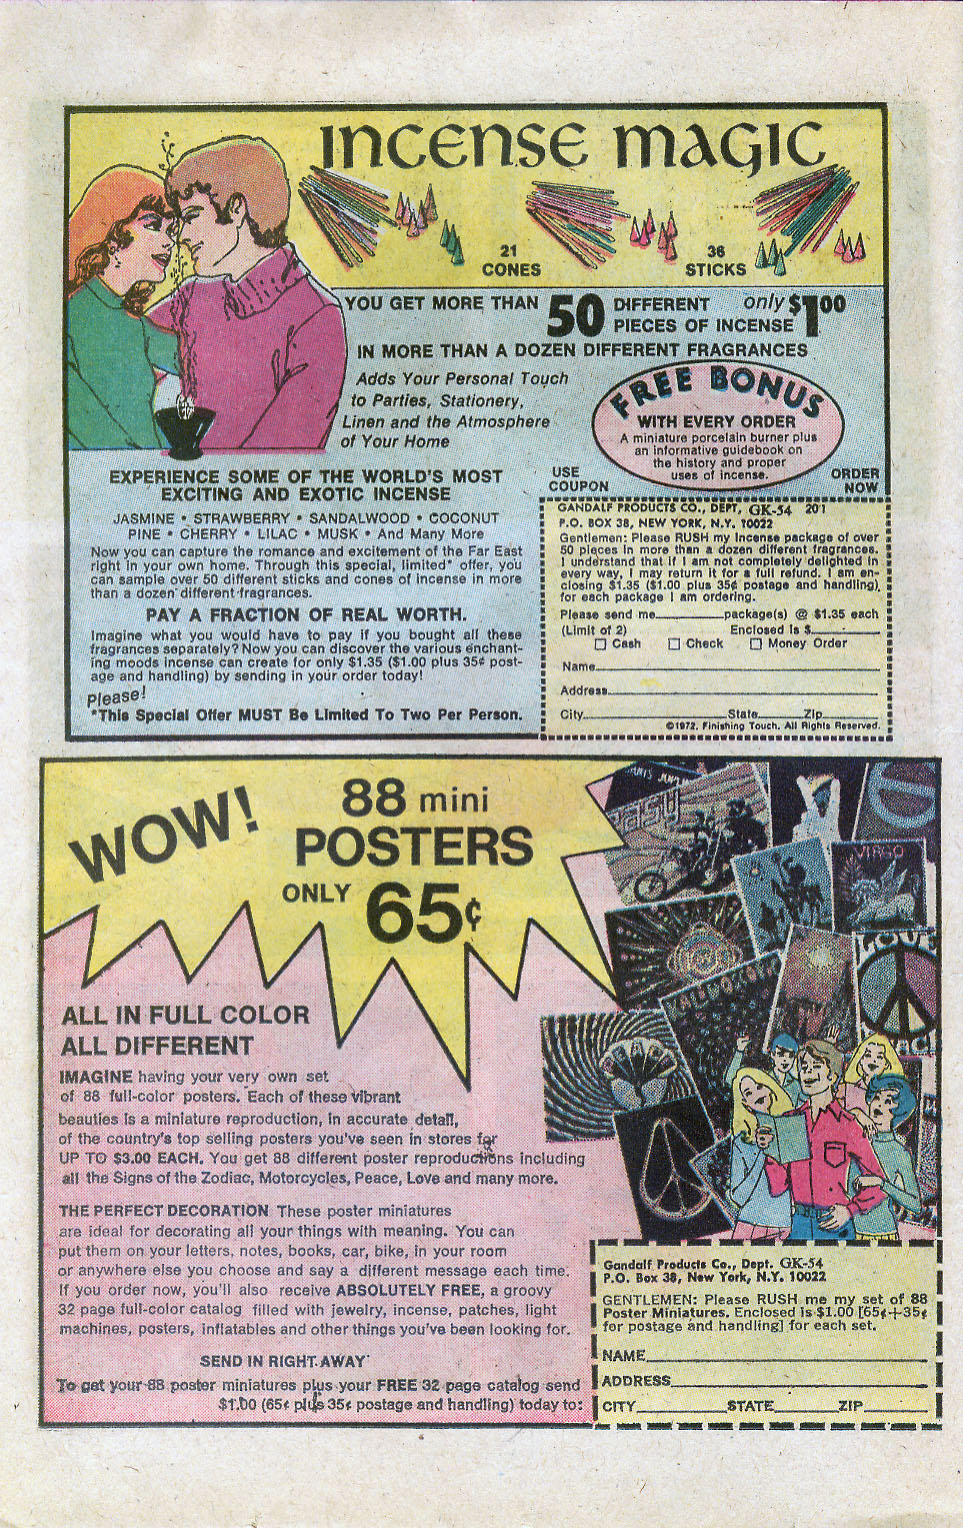 INCENSE MAGIC
21
CONES
36
STICKS
YOU GET MORE THAN 50 DIFFERENT PIECES OF INCENSE only $1.00
IN MORE THAN A DOZEN DIFFERENT FRAGRANCES
Adds Your Personal Touch
to Parties, Stationery,
Linen and the Atmosphere
of Your Home
FREE BONUS
WITH EVERY ORDER
A miniature porcelain burner plus
an informative guidebook on
the history and proper
uses of incense.
EXPERIENCE SOME OF THE WORLD'S MOST
EXCITING AND EXOTIC INCENSE
JASMINE • STRAWBERRY • SANDALWOOD • COCONUT
PINE • CHERRY • LILAC • MUSK • And Many More
Now you can capture the romance and excitement of the Far East
right in your own home. Through this special, limited* offer, you
can sample over 50 different sticks and cones of incense in more
than a dozen different fragrances.
PAY A FRACTION OF REAL WORTH.
Imagine what you would have to pay if you bought all these
fragrances separately? Now you can discover the various enchant-
ing moods incense can create for only $1.35 ($1.00 plus 35¢ post-
age and handling) by sending in your order today!
please!
*This Special Offer MUST Be Limited To Two Per Person.
USE
COUPON
ORDER
NOW
GANDALF PRODUCTS CO., DEPT, GK-54 201
P.O. BOX 38, NEW YORK, N.Y. 10022
Gentlemen: Please RUSH my Incense package of over
50 pieces in more than a dozen different fragrances.
I understand that if I am not completely delighted in
every way, I may return it for a full refund. I am en-
closing $1.35 ($1.00 plus 35¢ postage and handling),
for each package I am ordering.
Please send me package(s) @ $1.35 each
(Limit of 2) Enclosed is $
Cash Check Money Order
Name
Address
City State Zip
©1972. Finishing Touch. All Rights Reserved.
WOW!
88 mini
POSTERS
ONLY 65¢
JOPLIN
easy
VIRGO
LOVE
ALL IN FULL COLOR
ALL DIFFERENT
IMAGINE having your very own set
of 88 full-color posters. Each of these vibrant
beauties is a miniature reproduction, in accurate detail,
of the country's top selling posters you've seen in stores for
UP TO $3.00 EACH. You get 88 different poster reproductions including
all the Signs of the Zodiac, Motorcycles, Peace, Love and many more.
THE PERFECT DECORATION These poster miniatures
are ideal for decorating all your things with meaning. You can
put them on your letters, notes, books, car, bike, in your room
or anywhere else you choose and say a different message each time.
If you order now, you'll also receive ABSOLUTELY FREE, a groovy
32 page full-color catalog filled with jewelry, incense, patches, light
machines, posters, inflatables and other things you've been looking for.
SEND IN RIGHT AWAY
To get your 88 poster miniatures plus your FREE 32 page catalog send
$1.00 (65¢ plus 35¢ postage and handling) today to:
Gandalf Products Co., Dept. GK-54
P.O. Box 38, New York, N.Y. 10022
GENTLEMEN: Please RUSH me my set of 88
Poster Miniatures. Enclosed is $1.00 [65¢+35¢
for postage and handling] for each set.
NAME
ADDRESS
CITY STATE ZIP